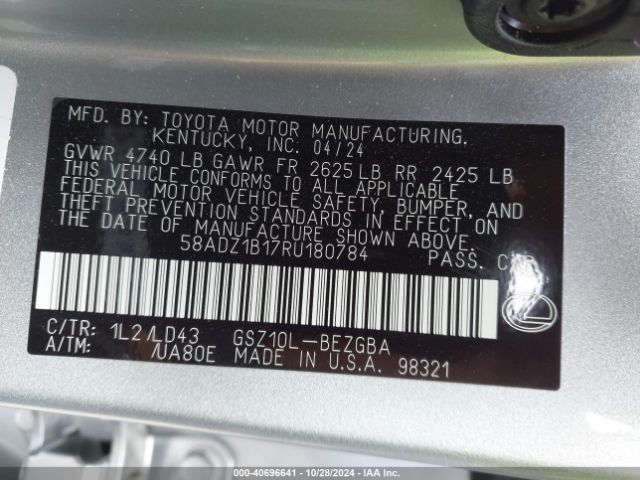 MFD. BY: TOYOTA MOTOR MANUFACTURING,
KENTUCKY, INC. 04/24
GVWR 4740 LB GAWR FR 2625 LB RR 2425 LB
THIS VEHICLE CONFORMS TO ALL APPLICABLE
FEDERAL MOTOR VEHICLE SAFETY, BUMPER, AND
THEFT PREVENTION STANDARDS IN EFFECT ON
THE DATE OF MANUFACTURE SHOWN ABOVE.
58ADZ1B17RU180784 PASS. CAR
C/TR: 1L2/LD43 GSZ10L-BEZGBA
A/TM: /UA80E MADE IN U.S.A. 98321
000-40696641 | 10/28/2024 - IAA Inc.